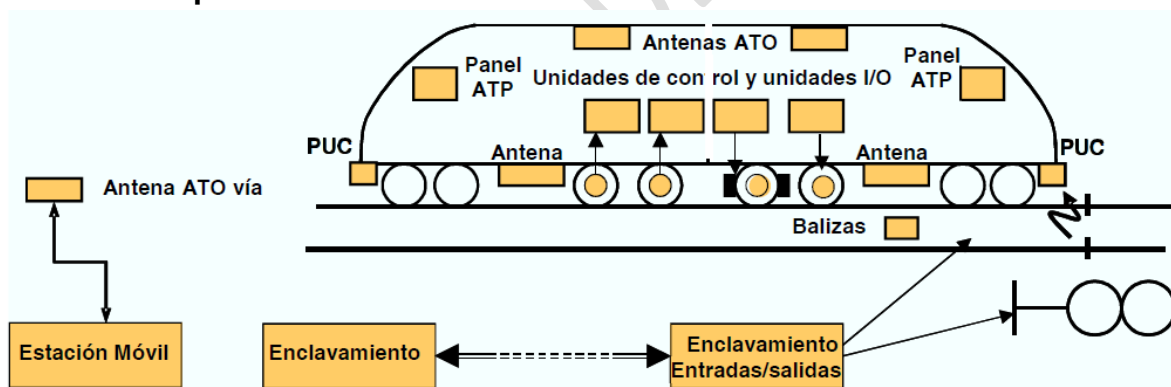 Antenas ATO
Panel
ATP
Panel
ATP
Unidades de control y unidades I/O
PUC
Antena
Antena
PUC
Antena ATO vía
Balizas
Estación Móvil
Enclavamiento
Enclavamiento
Entradas/salidas